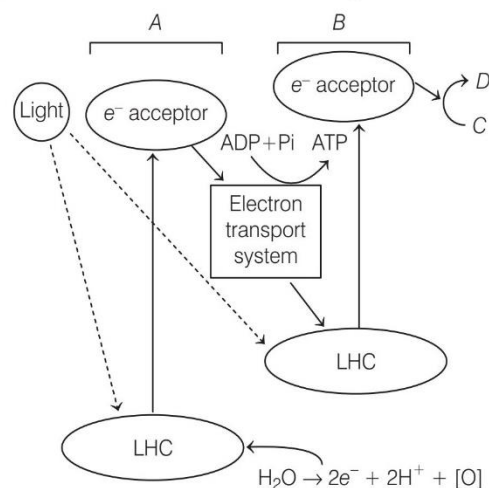 A
B
Light
e⁻ acceptor
e⁻ acceptor
D
C
ADP+Pi
ATP
Electron
transport
system
LHC
LHC
H₂O → 2e⁻ + 2H⁺ + [O]